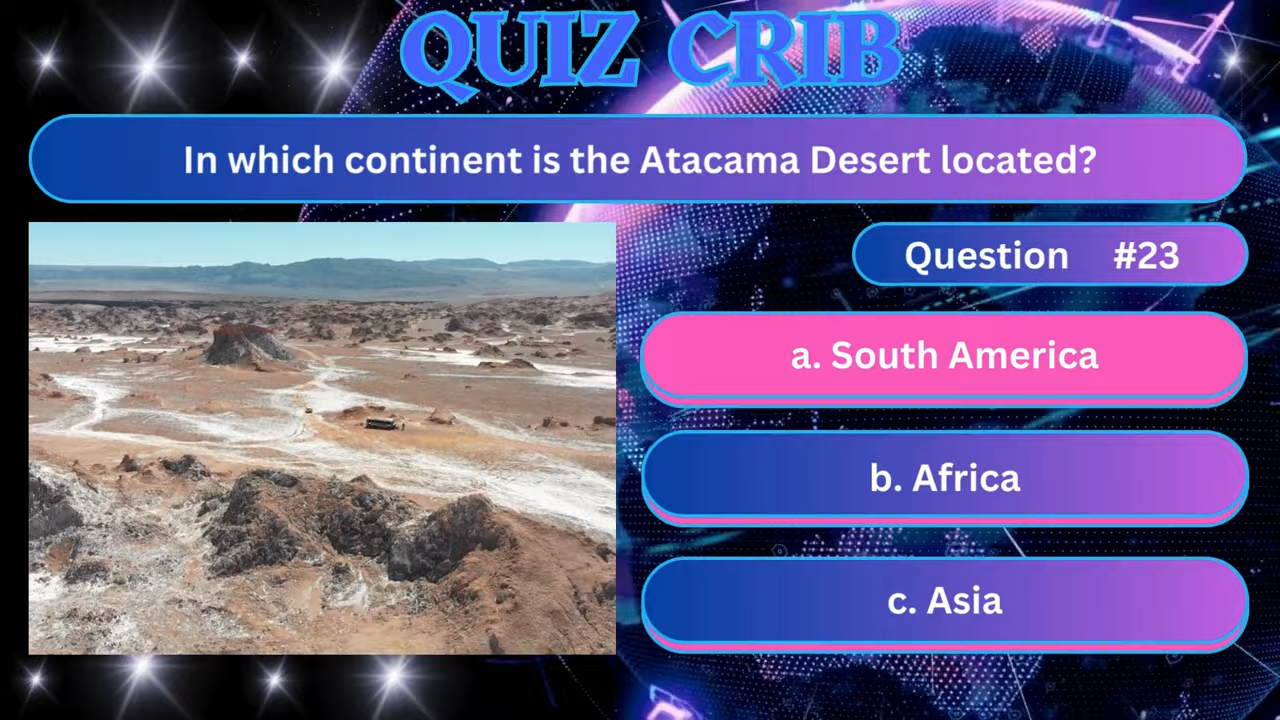 QUIZ CRIB
In which continent is the Atacama Desert located?
Question #23
a. South America
b. Africa
c. Asia